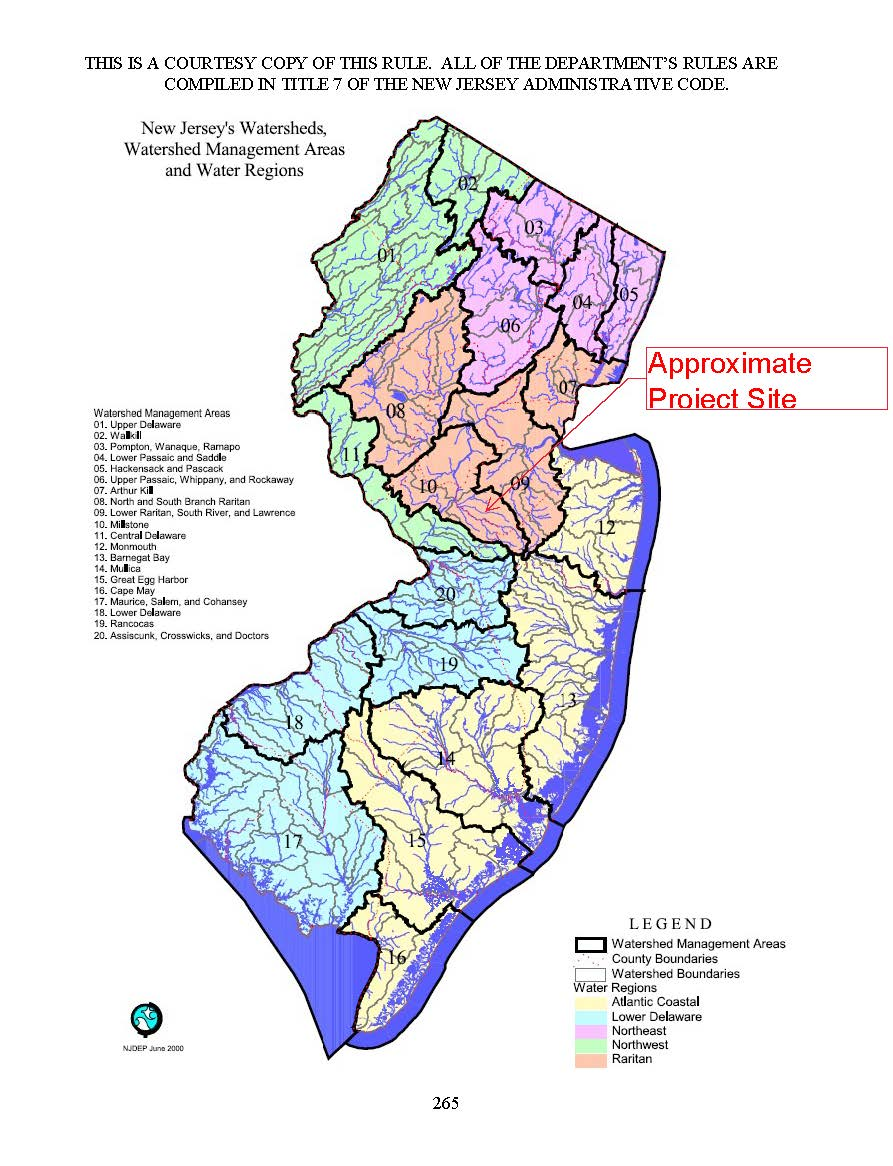 THIS IS A COURTESY COPY OF THIS RULE. ALL OF THE DEPARTMENT'S RULES ARE
COMPILED IN TITLE 7 OF THE NEW JERSEY ADMINISTRATIVE CODE.
New Jersey's Watersheds,
Watershed Management Areas
and Water Regions
02
03
01
05
04
06
Approximate
Project Site
07
08
11
10
09
12
Watershed Management Areas
01. Upper Delaware
02. Wallkill
03. Pompton, Wanaque, Ramapo
04. Lower Passaic and Saddle
05. Hackensack and Pascack
06. Upper Passaic, Whippany, and Rockaway
07. Arthur Kill
08. North and South Branch Raritan
09. Lower Raritan, South River, and Lawrence
10. Millstone
11. Central Delaware
12. Monmouth
13. Barnegat Bay
14. Mullica
15. Great Egg Harbor
16. Cape May
17. Maurice, Salem, and Cohansey
18. Lower Delaware
19. Rancocas
20. Assiscunk, Crosswicks, and Doctors
20
19
13
18
14
15
17
16
LEGEND
Watershed Management Areas
County Boundaries
Watershed Boundaries
Water Regions
Atlantic Coastal
Lower Delaware
Northeast
Northwest
Raritan
NJDEP June 2000
265